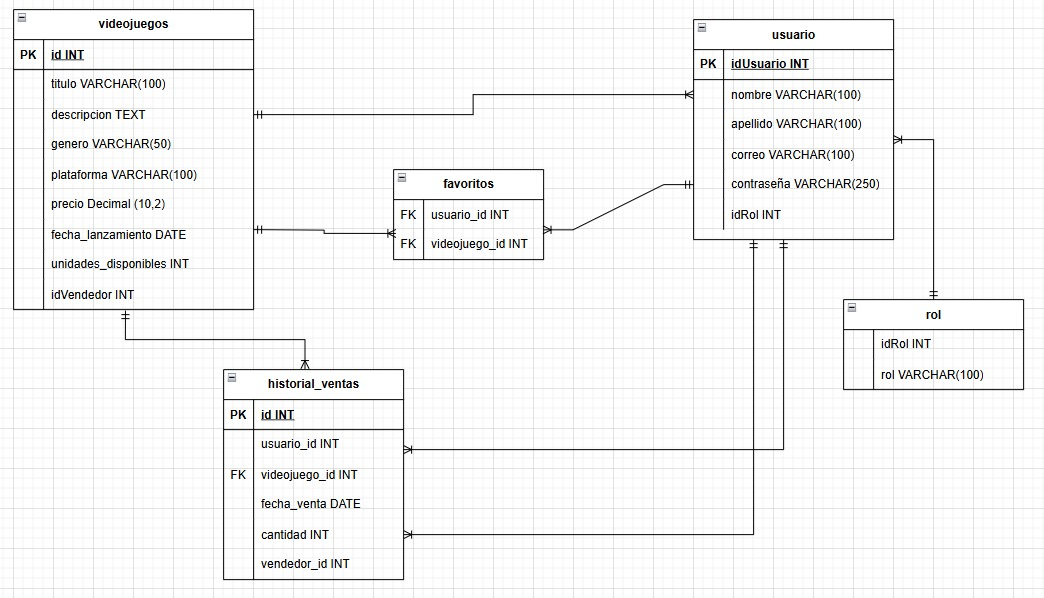 videojuegos
PK id INT
titulo VARCHAR(100)
descripcion TEXT
genero VARCHAR(50)
plataforma VARCHAR(100)
precio Decimal (10,2)
fecha_lanzamiento DATE
unidades_disponibles INT
idVendedor INT
favoritos
FK usuario_id INT
FK videojuego_id INT
usuario
PK idUsuario INT
nombre VARCHAR(100)
apellido VARCHAR(100)
correo VARCHAR(100)
contraseña VARCHAR(250)
idRol INT
rol
idRol INT
rol VARCHAR(100)
historial_ventas
PK id INT
usuario_id INT
FK videojuego_id INT
fecha_venta DATE
cantidad INT
vendedor_id INT